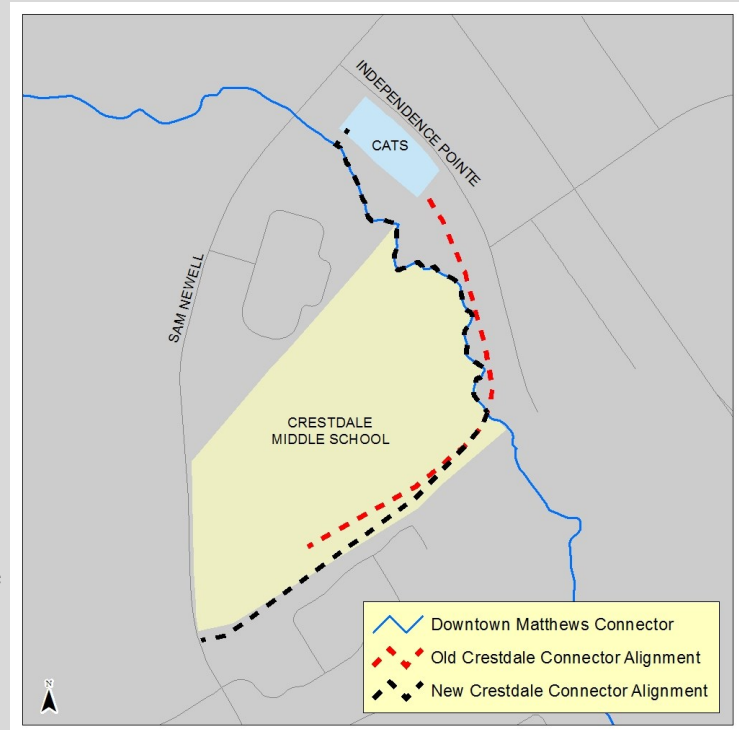 INDEPENDENCE POINTE
CATS
SAM NEWELL
CRESTDALE
MIDDLE SCHOOL
Downtown Matthews Connector
Old Crestdale Connector Alignment
New Crestdale Connector Alignment
N